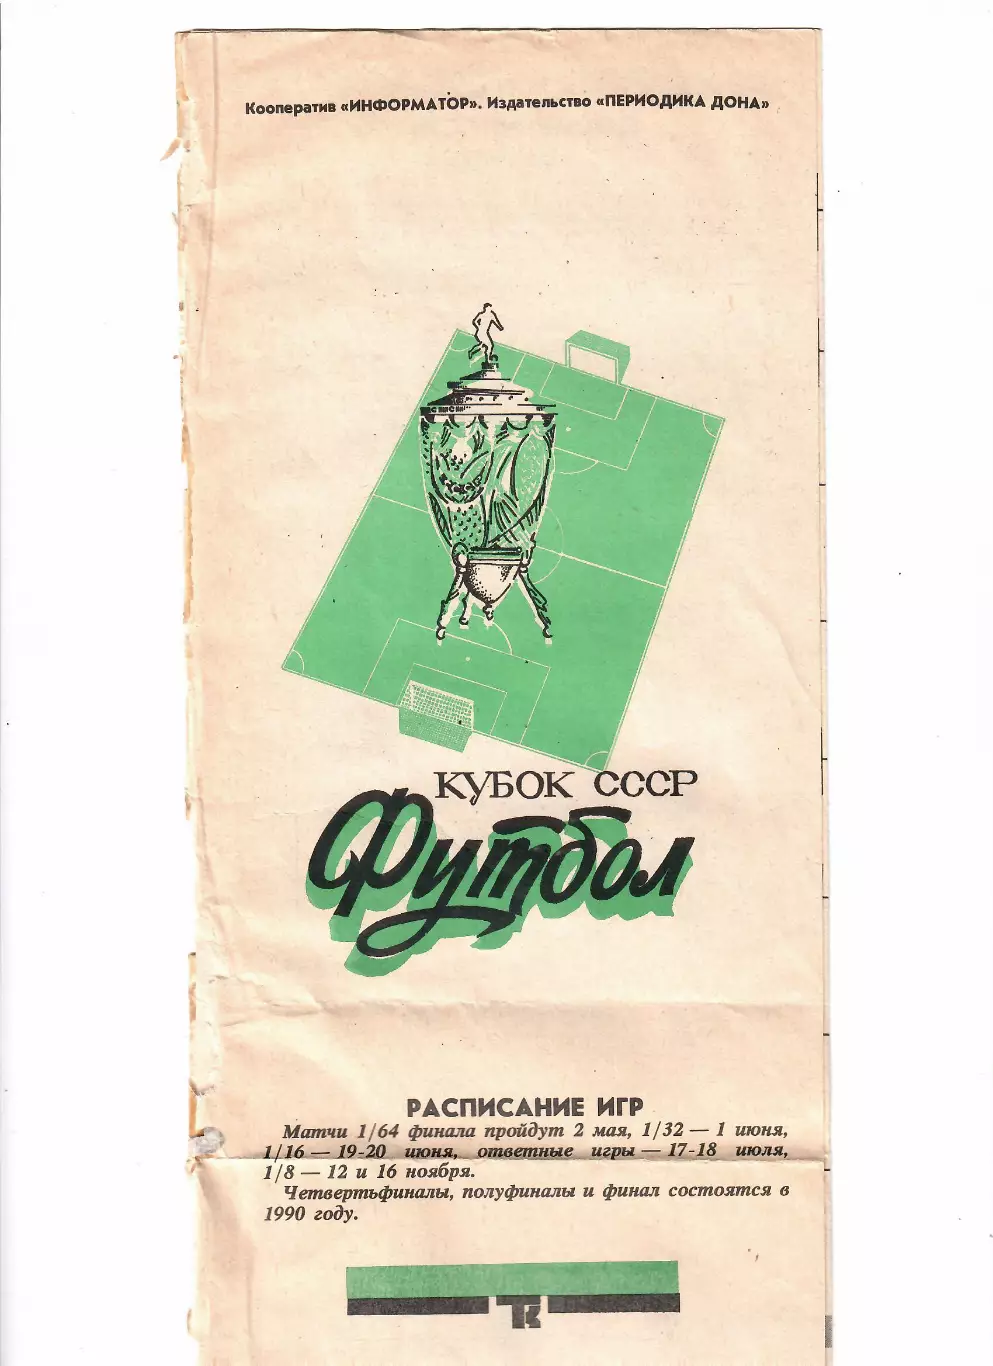 Кооператив «ИНФОРМАТОР». Издательство «ПЕРИОДИКА ДОНА»
КУБОК СССР
Футбол
РАСПИСАНИЕ ИГР
Матчи 1/64 финала пройдут 2 мая, 1/32 — 1 июня,
1/16 — 19-20 июня, ответные игры — 17-18 июля,
1/8 — 12 и 16 ноября.
Четвертьфиналы, полуфиналы и финал состоятся в
1990 году.